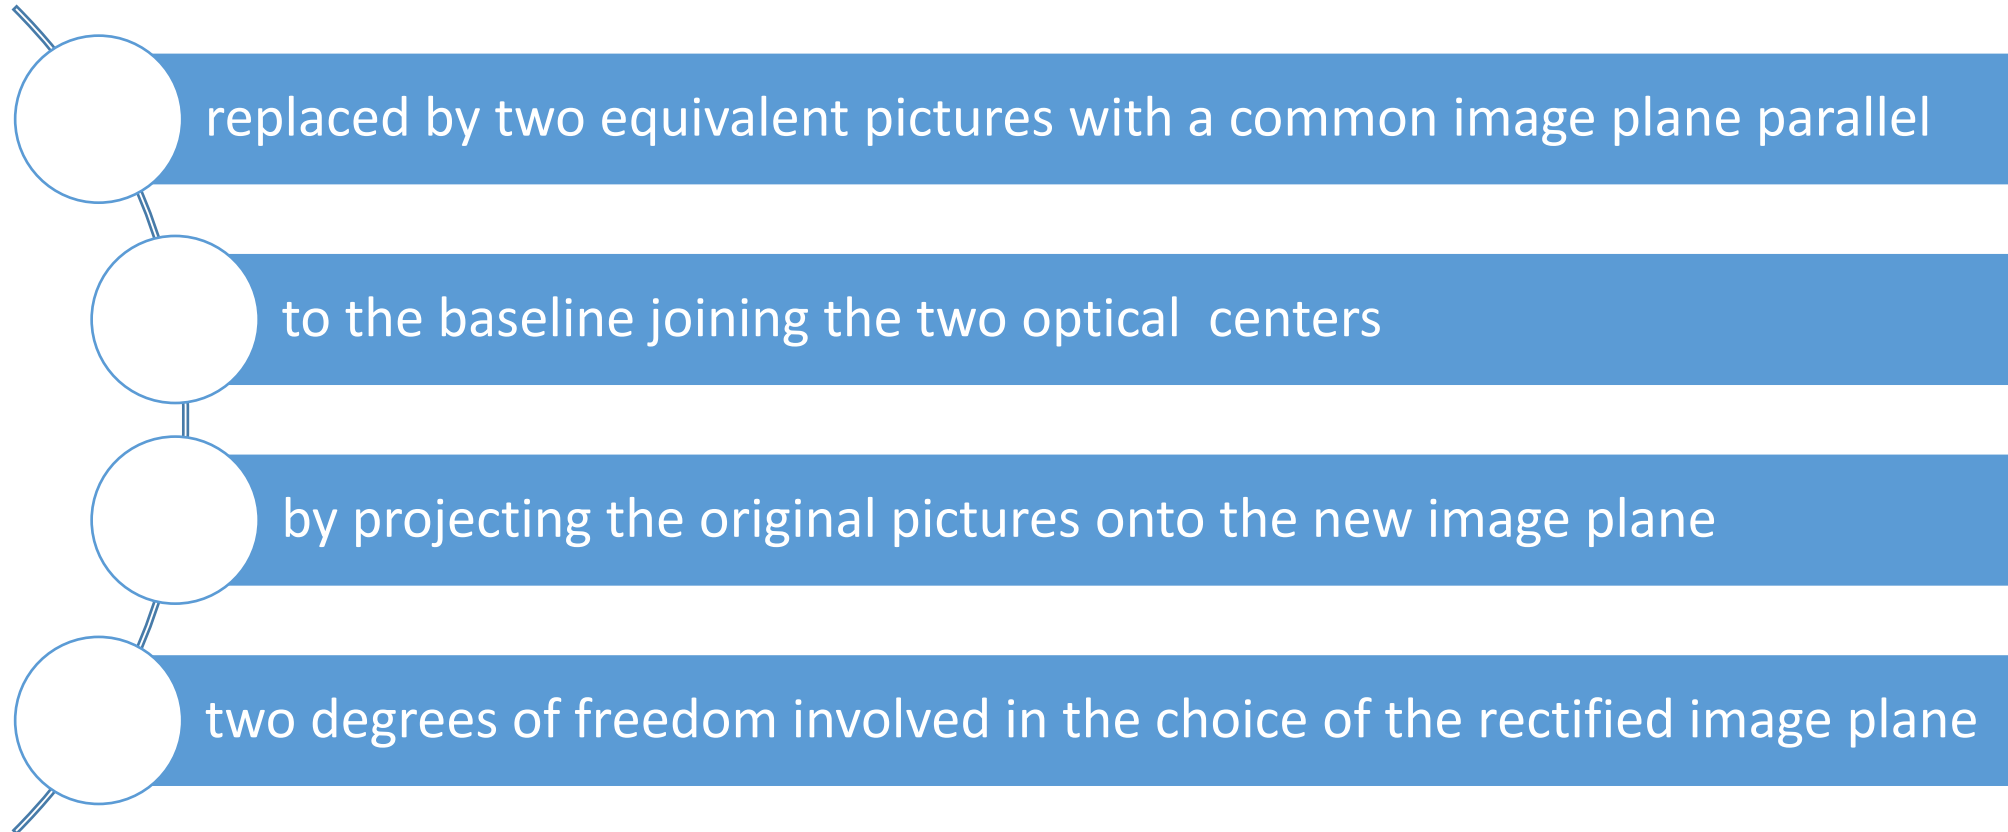 replaced by two equivalent pictures with a common image plane parallel
to the baseline joining the two optical  centers
by projecting the original pictures onto the new image plane
two degrees of freedom involved in the choice of the rectified image plane